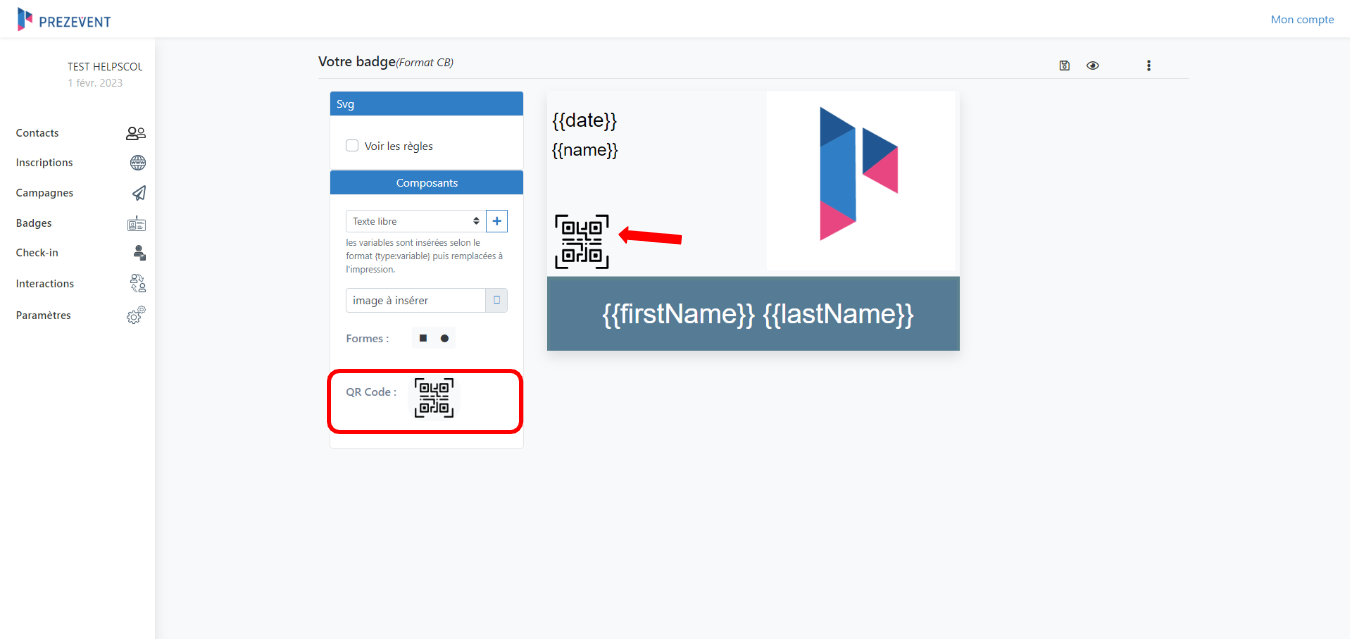 PREZEVENT
Mon compte
TEST HELPSCOU
1 févr. 2023
Contacts
Inscriptions
Campagnes
Badges
Check-in
Interactions
Paramètres
Votre badge(Format CB)
Svg
Voir les règles
Composants
Texte libre
les variables sont insérées selon le
format {type:variable} puis remplacées à
l'impression.
image à insérer
Formes :
QR Code :
{{date}}
{{name}}
{{firstName}} {{lastName}}